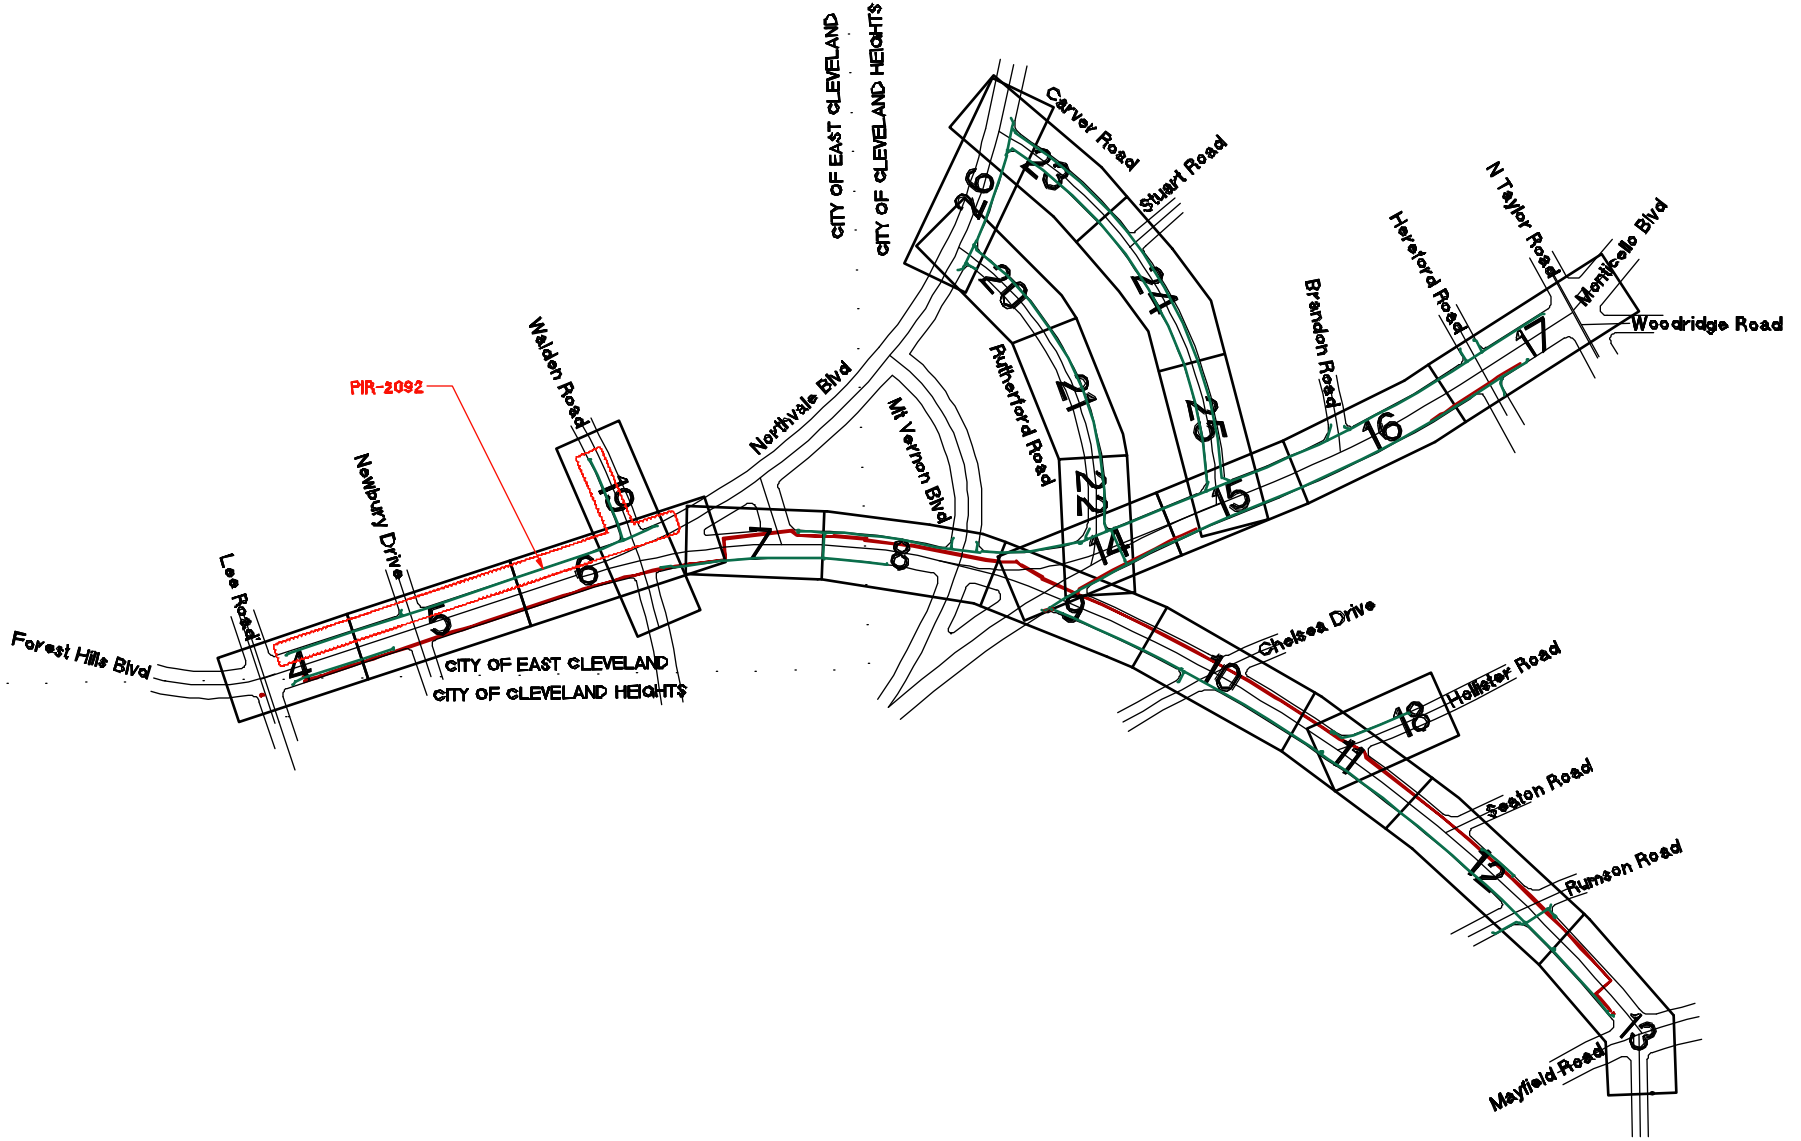 CITY OF EAST CLEVELAND
CITY OF CLEVELAND HEIGHTS
Carver Road
Stuart Road
23
26
N Taylor Road
Monticello Blvd
Hereford Road
20
24
Brandon Road
17
Woodridge Road
Walden Road
PIR-2092
Northvale Blvd
Rutherford Road
21
Mt Vernon Blvd
25
16
Newbury Drive
19
22
15
Lee Road
7
8
14
6
5
9
Forest Hills Blvd
4
CITY OF EAST CLEVELAND
CITY OF CLEVELAND HEIGHTS
Chelsea Drive
10
Hollister Road
18
11
Seaton Road
12
Rumson Road
13
Mayfield Road